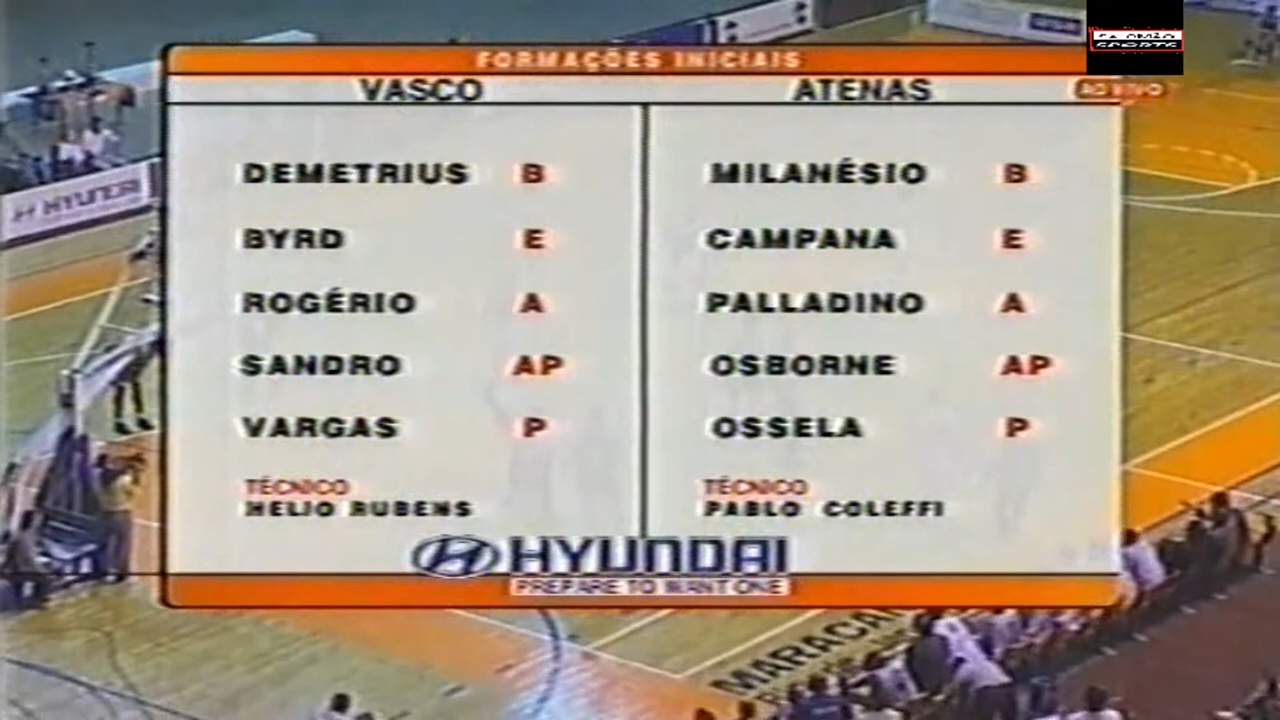 FORMAÇÕES INICIAIS
VASCO
ATENAS
AO VIVO
DEMETRIUS B
MILANÉSIO B
BYRD E
CAMPANA E
ROGÉRIO A
PALLADINO A
SANDRO AP
OSBORNE AP
VARGAS P
OSSELA P
TÉCNICO
HELIO RUBENS
TÉCNICO
PABLO COLEFFI
HYUNDAI
PREPARE TO WANT ONE
HYUNDAI